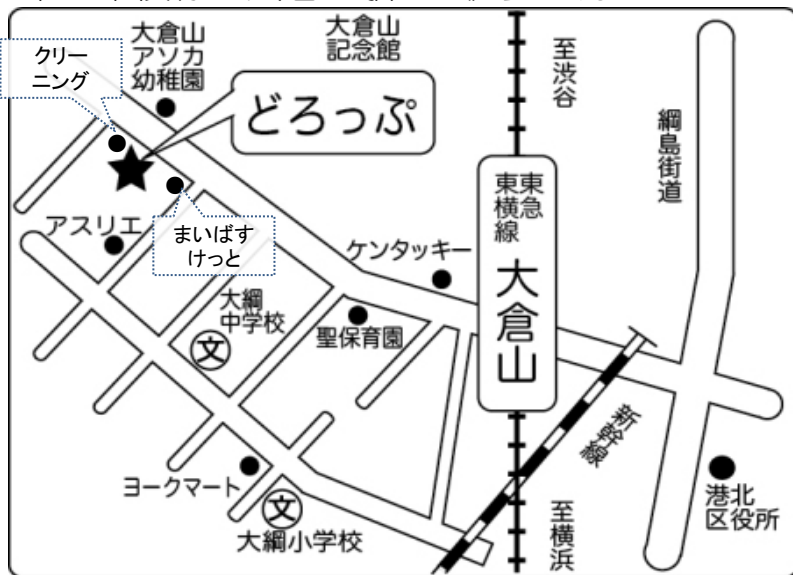 大倉山
アソカ
幼稚園
大倉山
記念館
クリー
ニング
どろっぷ
至渋谷
綱島街道
東急
東横線
大倉山
アスリエ
まいばす
けっと
ケンタッキー
大綱
中学校
文
聖保育園
新幹線
ヨークマート
文
大綱小学校
至横浜
港北
区役所